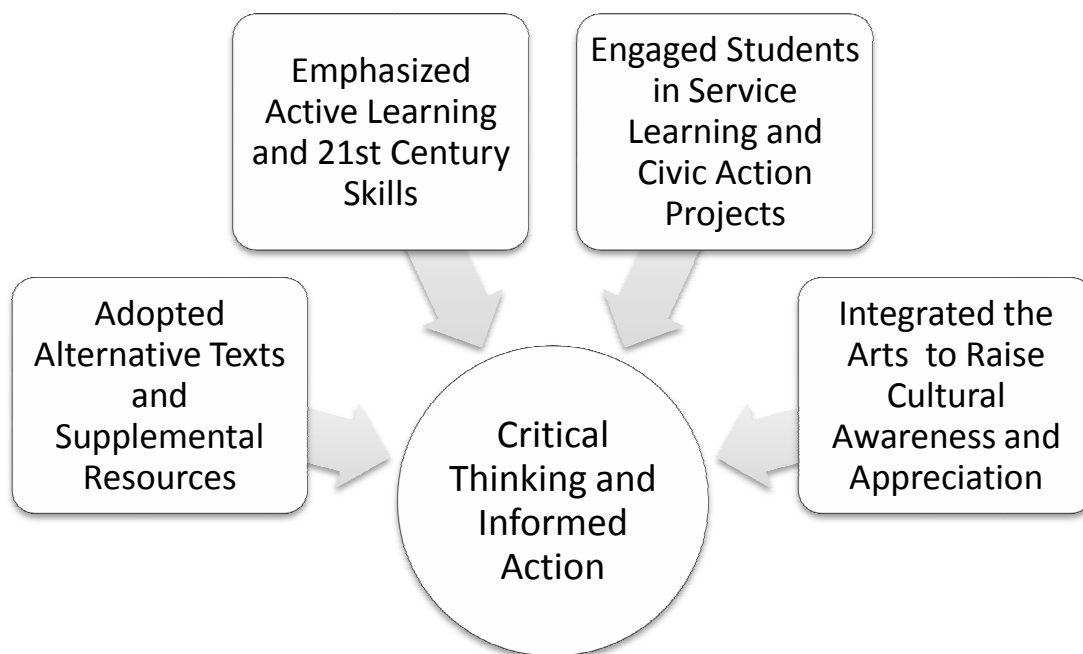 Emphasized
Active Learning
and 21st Century
Skills
Engaged Students
in Service
Learning and
Civic Action
Projects
Adopted
Alternative Texts
and
Supplemental
Resources
Integrated the
Arts  to Raise
Cultural
Awareness and
Appreciation
Critical
Thinking and
Informed
Action